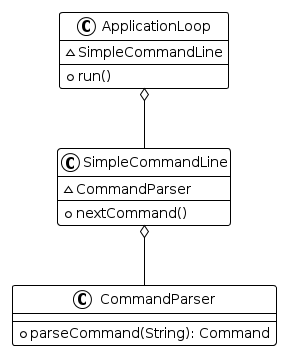 C ApplicationLoop
~ SimpleCommandLine
run()
C SimpleCommandLine
~ CommandParser
nextCommand()
C CommandParser
parseCommand(String): Command